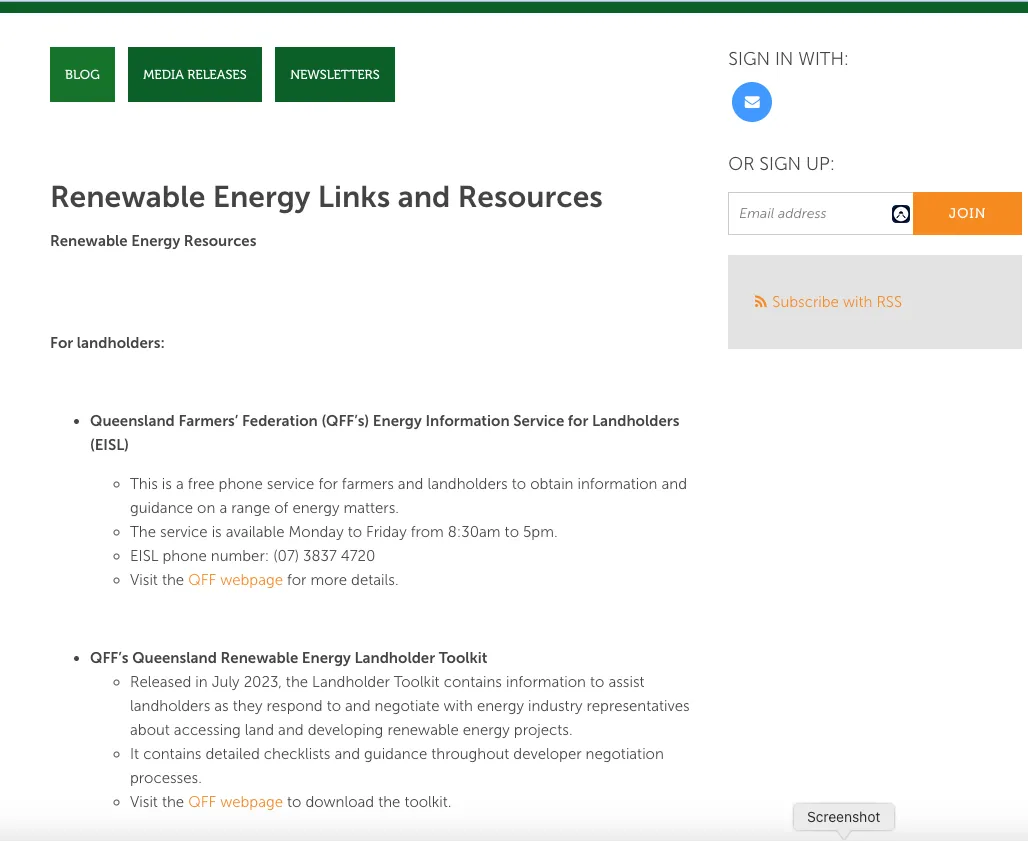 BLOG
MEDIA RELEASES
NEWSLETTERS
SIGN IN WITH:
OR SIGN UP:
Email address
JOIN
Subscribe with RSS
Renewable Energy Links and Resources
Renewable Energy Resources
For landholders:
• Queensland Farmers’ Federation (QFF’s) Energy Information Service for Landholders
(EISL)
◦ This is a free phone service for farmers and landholders to obtain information and
guidance on a range of energy matters.
◦ The service is available Monday to Friday from 8:30am to 5pm.
◦ EISL phone number: (07) 3837 4720
◦ Visit the QFF webpage for more details.
• QFF’s Queensland Renewable Energy Landholder Toolkit
◦ Released in July 2023, the Landholder Toolkit contains information to assist
landholders as they respond to and negotiate with energy industry representatives
about accessing land and developing renewable energy projects.
◦ It contains detailed checklists and guidance throughout developer negotiation
processes.
◦ Visit the QFF webpage to download the toolkit.
Screenshot